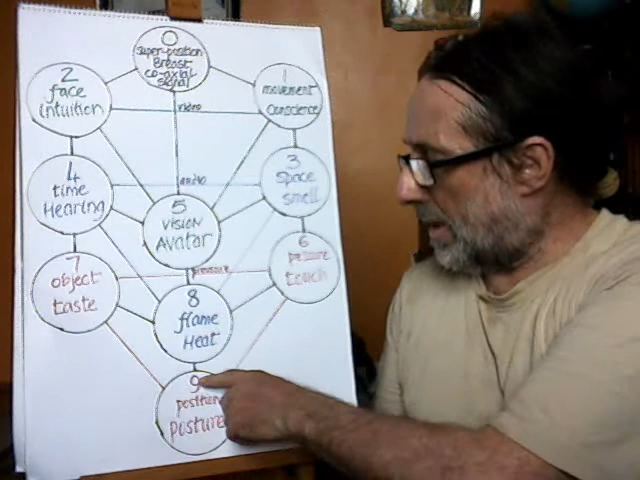 0
super-position
Breast
co-axial
signal
2
face
intuition
1
movement
conscience
video
4
time
Hearing
audio
3
space
smell
5
vision
Avatar
7
object
taste
pressure
6
pressure
touch
8
flame
Heat
9
position
posture